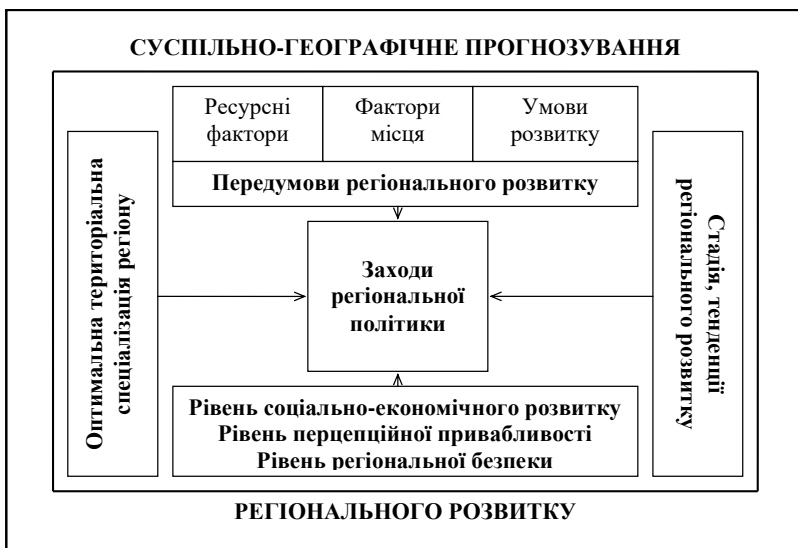 СУСПІЛЬНО-ГЕОГРАФІЧНЕ ПРОГНОЗУВАННЯ
Ресурсні
фактори
Фактори
місця
Умови
розвитку
Передумови регіонального розвитку
Оптимальна територіальна
спеціалізація регіону
Заходи
регіональної
політики
Стадія, тенденції
регіонального розвитку
Рівень соціально-економічного розвитку
Рівень перцепційної привабливості
Рівень регіональної безпеки
РЕГІОНАЛЬНОГО РОЗВИТКУ